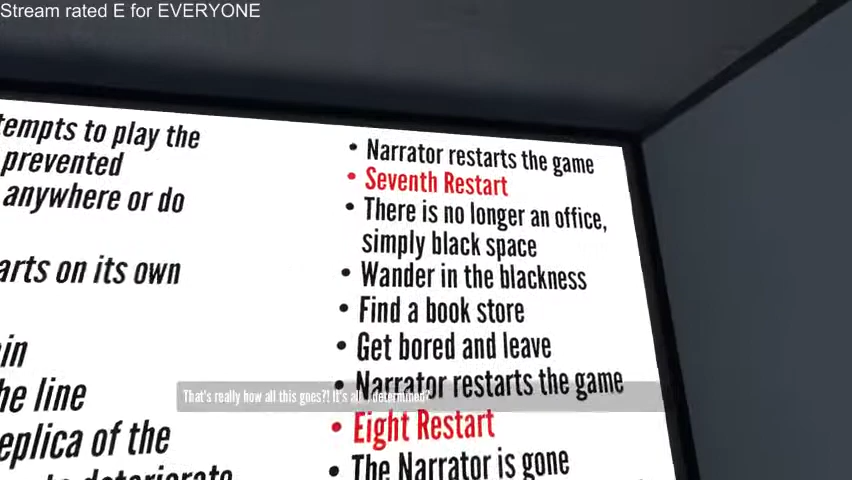 Stream rated E for EVERYONE
tempts to play the
prevented
anywhere or do
arts on its own
in
he line
eplica of the
to deteriorate
• Narrator restarts the game
• Seventh Restart
• There is no longer an office,
simply black space
• Wander in the blackness
• Find a book store
• Get bored and leave
• Narrator restarts the game
• Eight Restart
• The Narrator is gone
That's really how all this goes?! It's all determined?